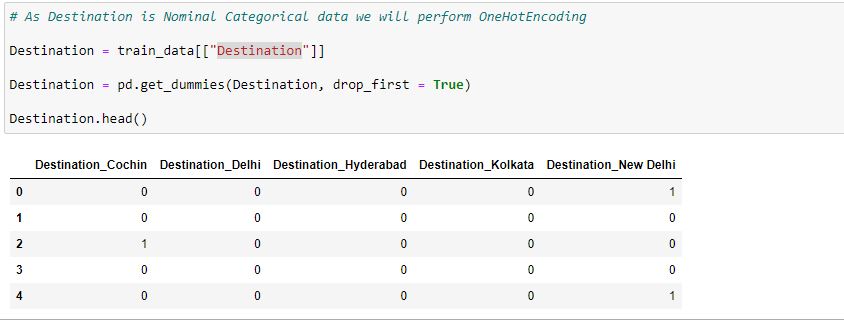 # As Destination is Nominal Categorical data we will perform OneHotEncoding
Destination = train_data[["Destination"]]
Destination = pd.get_dummies(Destination, drop_first = True)
Destination.head()
Destination_Cochin Destination_Delhi Destination_Hyderabad Destination_Kolkata Destination_New Delhi
0 0 0 0 0 1
1 0 0 0 0 0
2 1 0 0 0 0
3 0 0 0 0 0
4 0 0 0 0 1